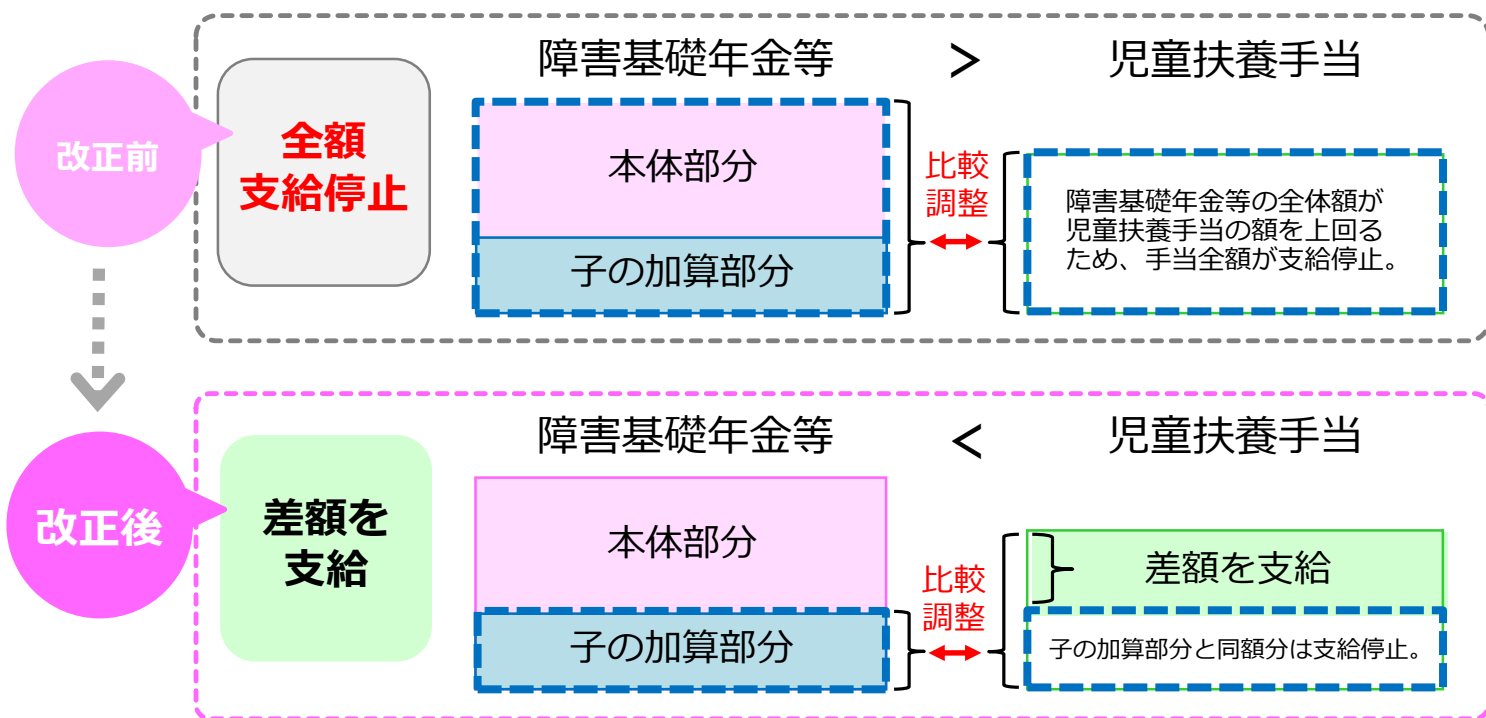 改正前
全額
支給停止
障害基礎年金等 > 児童扶養手当
本体部分
子の加算部分
比較
調整
障害基礎年金等の全体額が
児童扶養手当の額を上回る
ため、手当全額が支給停止。
改正後
差額を
支給
障害基礎年金等 < 児童扶養手当
本体部分
子の加算部分
比較
調整
差額を支給
子の加算部分と同額分は支給停止。